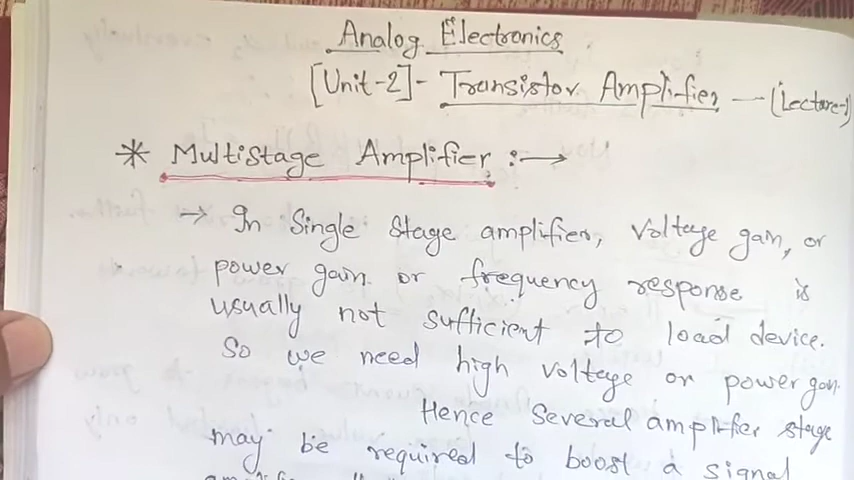 Analog Electronics
[Unit-2]- Transistor Amplifier — (Lecture-1)
* Multistage Amplifier :→
→ In Single Stage amplifier, Voltage gain, or
power gain or frequency response is
usually not sufficient to load device.
So we need high voltage or power gain.
Hence Several amplifier stage
may be required to boost a signal